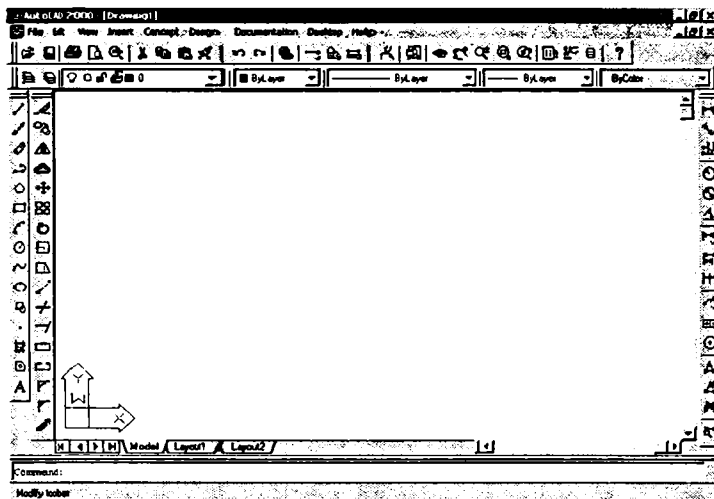 AutoCAD 2000 - [Drawing1]
File Edit View Insert Concept Design Documentation Desktop Help
0 ByLayer ByLayer ByLayer ByColor
Y
W
X
Model Layout1 Layout2
Command:
Modify toolbar